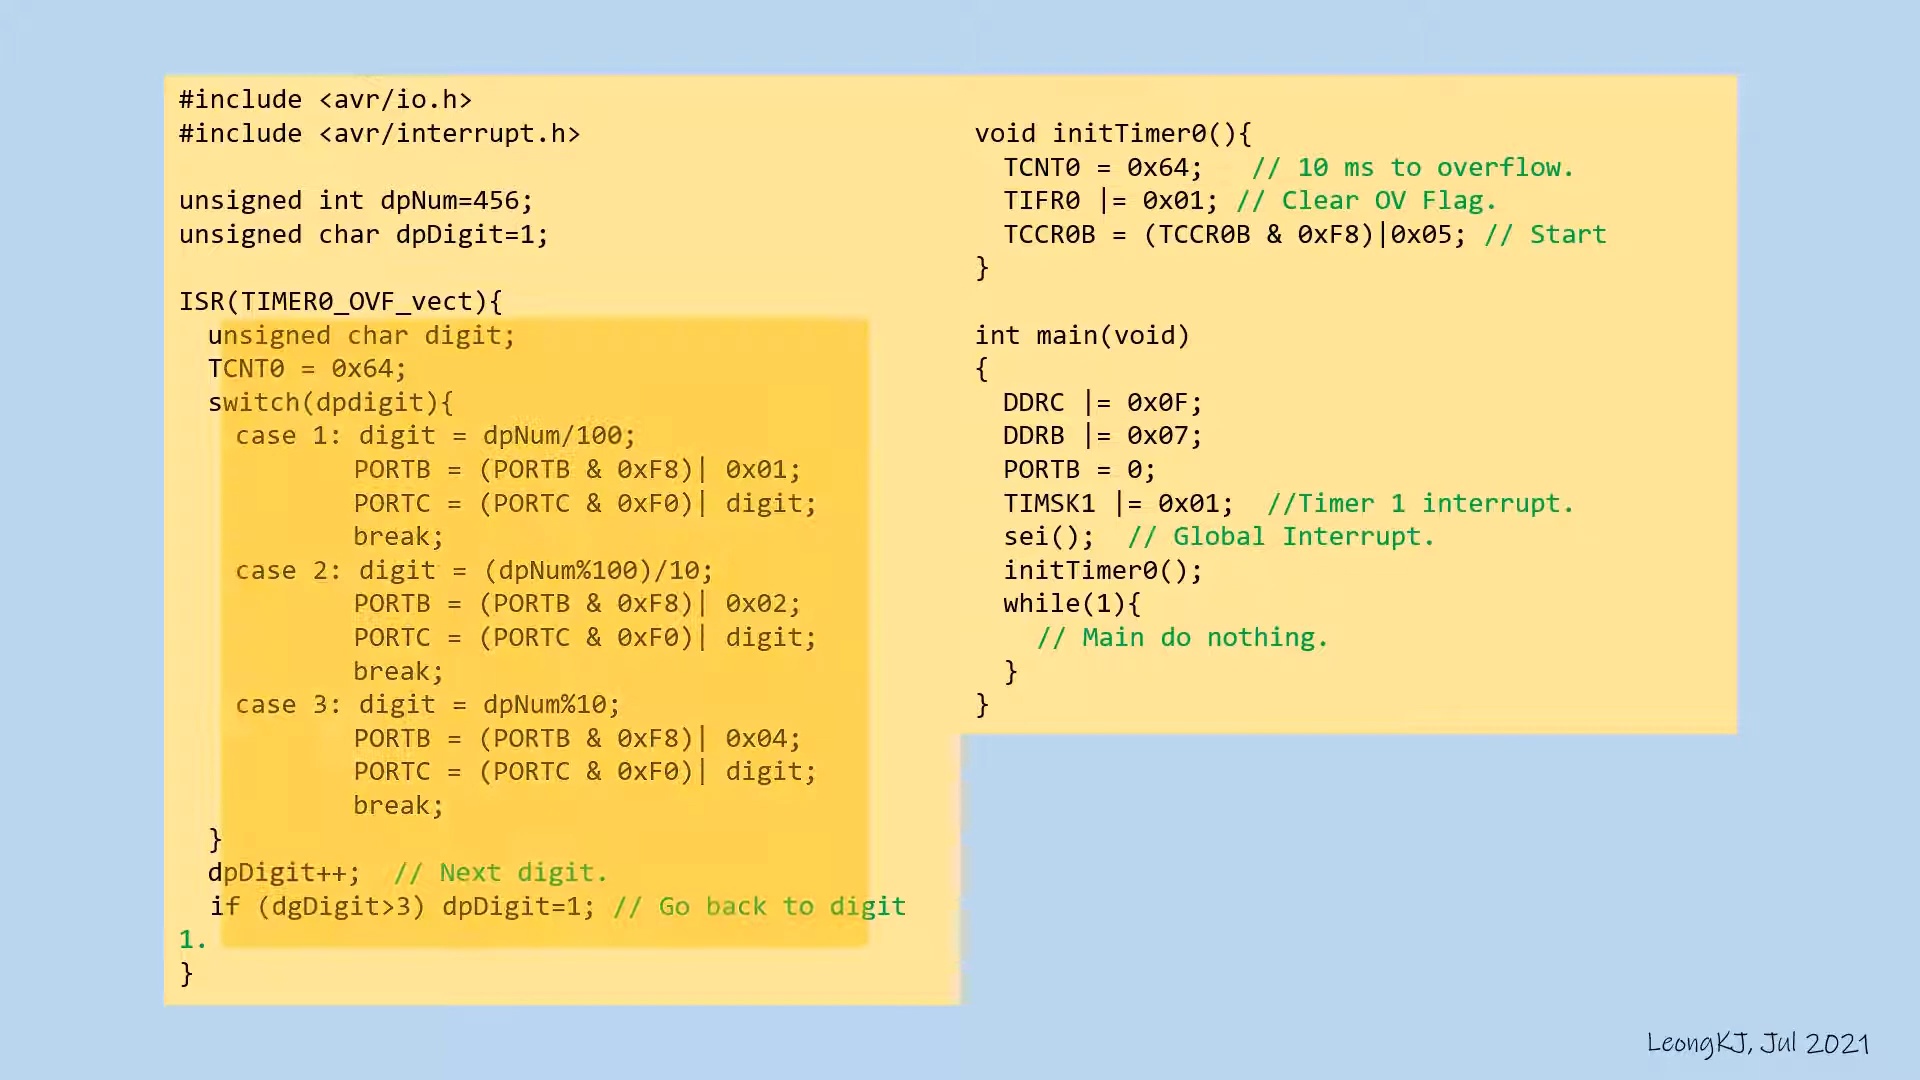 #include <avr/io.h>
#include <avr/interrupt.h>
unsigned int dpNum=456;
unsigned char dpDigit=1;
ISR(TIMER0_OVF_vect){
unsigned char digit;
TCNT0 = 0x64;
switch(dpdigit){
case 1: digit = dpNum/100;
PORTB = (PORTB & 0xF8)| 0x01;
PORTC = (PORTC & 0xF0)| digit;
break;
case 2: digit = (dpNum%100)/10;
PORTB = (PORTB & 0xF8)| 0x02;
PORTC = (PORTC & 0xF0)| digit;
break;
case 3: digit = dpNum%10;
PORTB = (PORTB & 0xF8)| 0x04;
PORTC = (PORTC & 0xF0)| digit;
break;
}
dpDigit++; // Next digit.
if (dgDigit>3) dpDigit=1; // Go back to digit
1.
}
void initTimer0(){
TCNT0 = 0x64; // 10 ms to overflow.
TIFR0 |= 0x01; // Clear OV Flag.
TCCR0B = (TCCR0B & 0xF8)|0x05; // Start
}
int main(void)
{
DDRC |= 0x0F;
DDRB |= 0x07;
PORTB = 0;
TIMSK1 |= 0x01; //Timer 1 interrupt.
sei(); // Global Interrupt.
initTimer0();
while(1){
// Main do nothing.
}
}
LeongKJ, Jul 2021